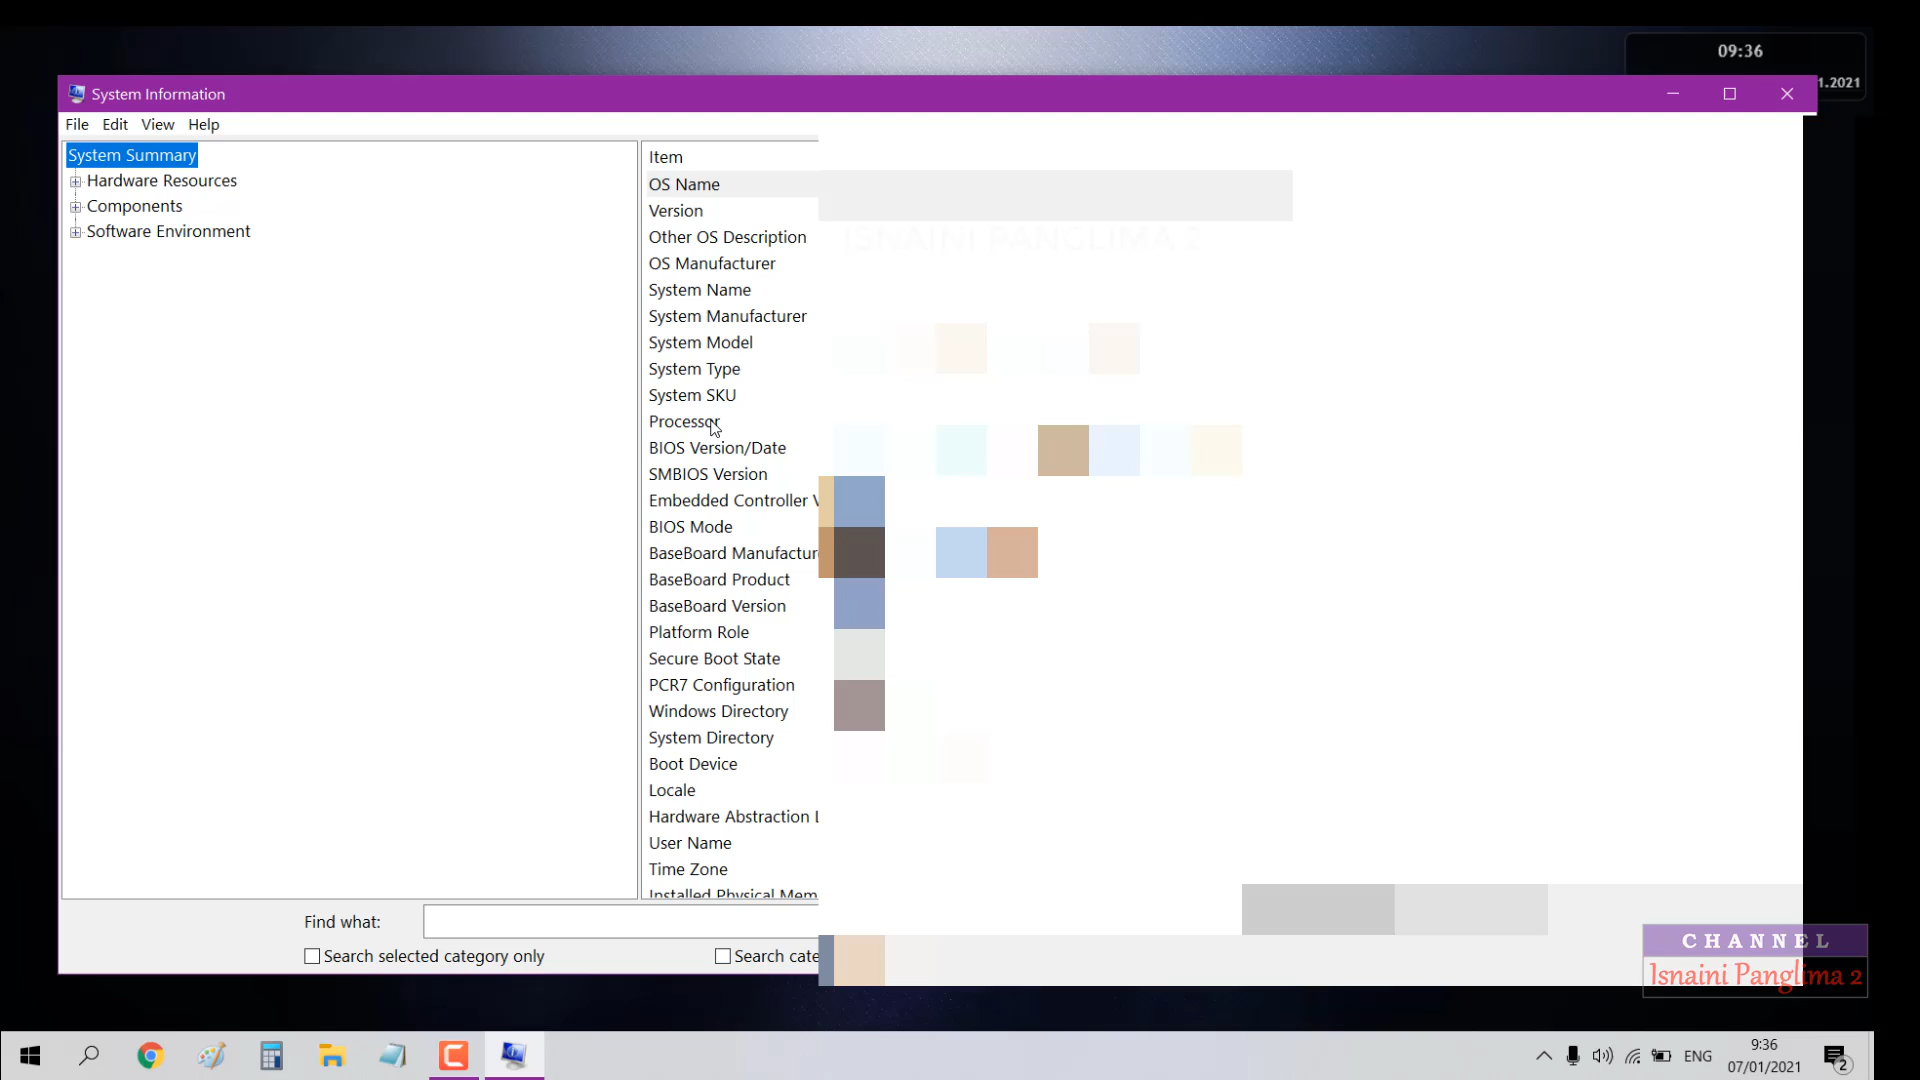 09:36
1.2021
System Information
File Edit View Help
System Summary
Hardware Resources
Components
Software Environment
Item
OS Name
Version
Other OS Description
OS Manufacturer
System Name
System Manufacturer
System Model
System Type
System SKU
Processor
BIOS Version/Date
SMBIOS Version
Embedded Controller V
BIOS Mode
BaseBoard Manufactur
BaseBoard Product
BaseBoard Version
Platform Role
Secure Boot State
PCR7 Configuration
Windows Directory
System Directory
Boot Device
Locale
Hardware Abstraction L
User Name
Time Zone
Installed Physical Mem
ISNAINI PANGLIMA 2
Find what:
Search selected category only
Search cate
CHANNEL
Isnaini Panglima 2
ENG
9:36
07/01/2021
2